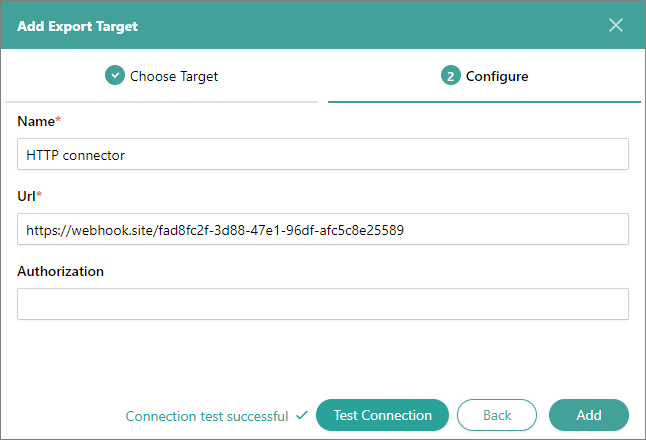 Add Export Target
Choose Target
2 Configure
Name*
HTTP connector
Url*
https://webhook.site/fad8fc2f-3d88-47e1-96df-afc5c8e25589
Authorization
Connection test successful Test Connection Back Add